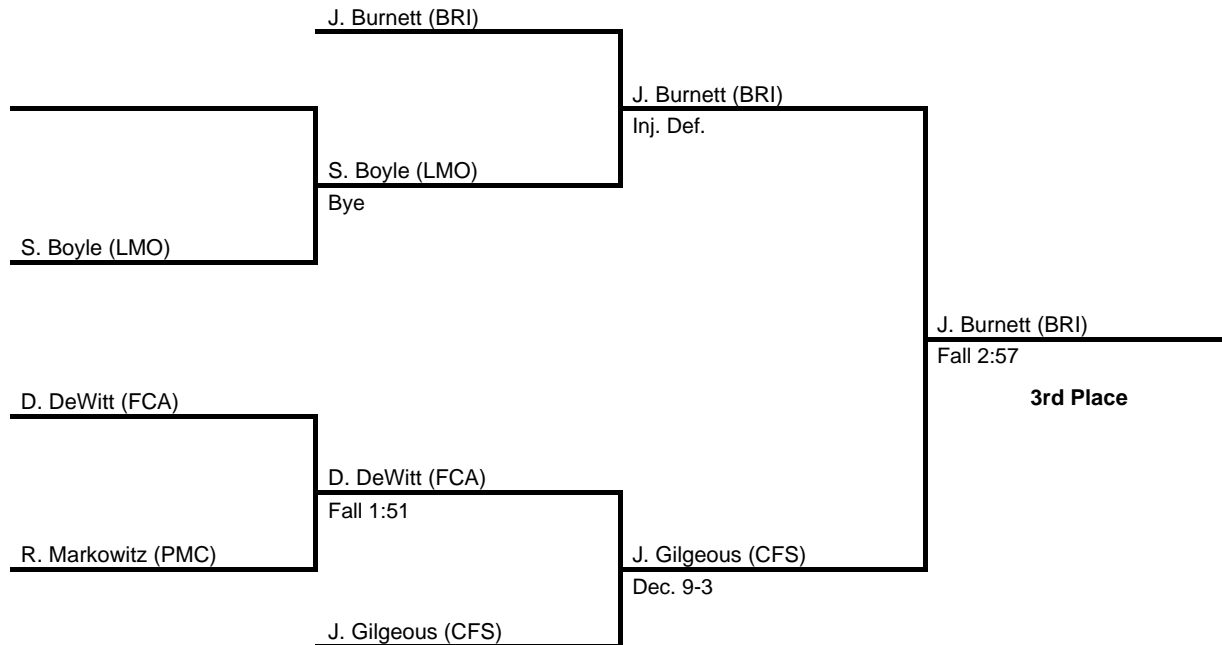 J. Burnett (BRI)
J. Burnett (BRI)
Inj. Def.
S. Boyle (LMO)
Bye
S. Boyle (LMO)
J. Burnett (BRI)
Fall 2:57
3rd Place
D. DeWitt (FCA)
D. DeWitt (FCA)
Fall 1:51
R. Markowitz (PMC)
J. Gilgeous (CFS)
Dec. 9-3
J. Gilgeous (CFS)